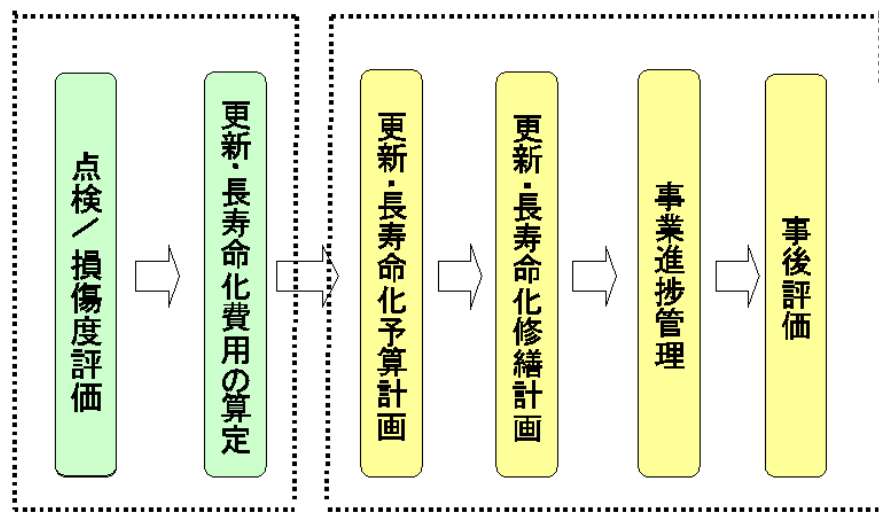 点検／損傷度評価
更新・長寿命化費用の算定
更新・長寿命化予算計画
更新・長寿命化修繕計画
事業進捗管理
事後評価